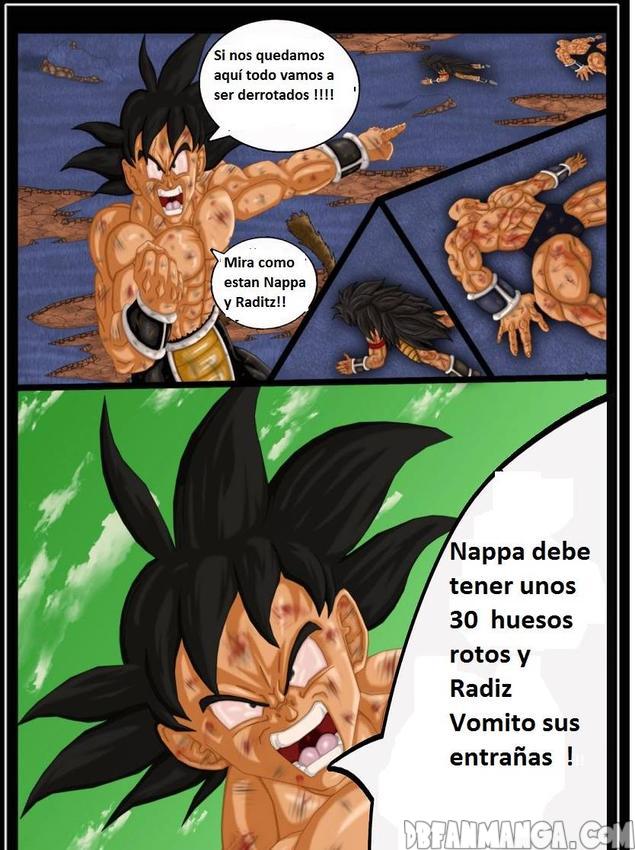 Si nos quedamos
aquí todo vamos a
ser derrotados !!!!
Mira como
estan Nappa
y Raditz!!
Nappa debe
tener unos
30 huesos
rotos y
Radiz
Vomito sus
entrañas !
DBFANMANGA.COM